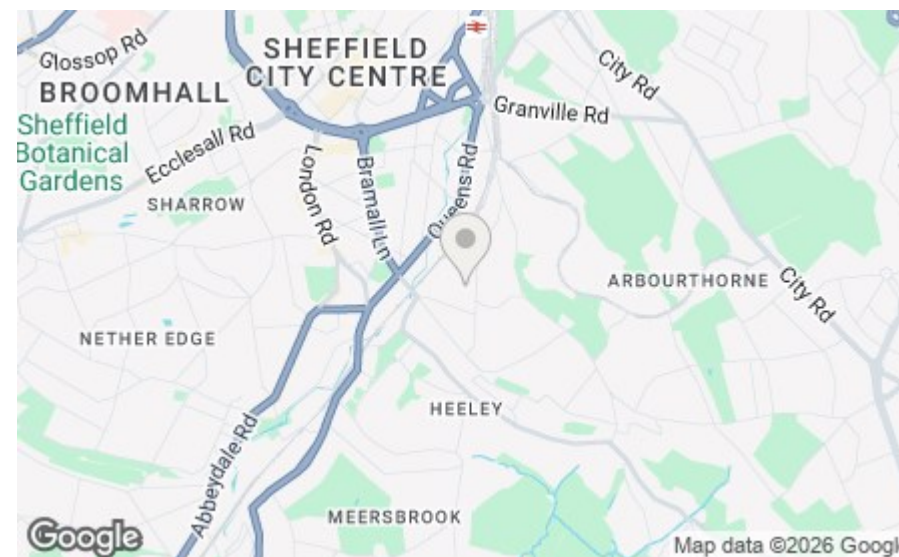 Glossop Rd
SHEFFIELD
CITY CENTRE
City Rd
BROOMHALL
Granville Rd
Sheffield
Botanical
Gardens
Ecclesall Rd
London Rd
Bramall Ln
Queens Rd
SHARROW
ARBOURTHORNE
City Rd
NETHER EDGE
HEELEY
Abbeydale Rd
MEERSBROOK
Google
Map data ©2026 Googl